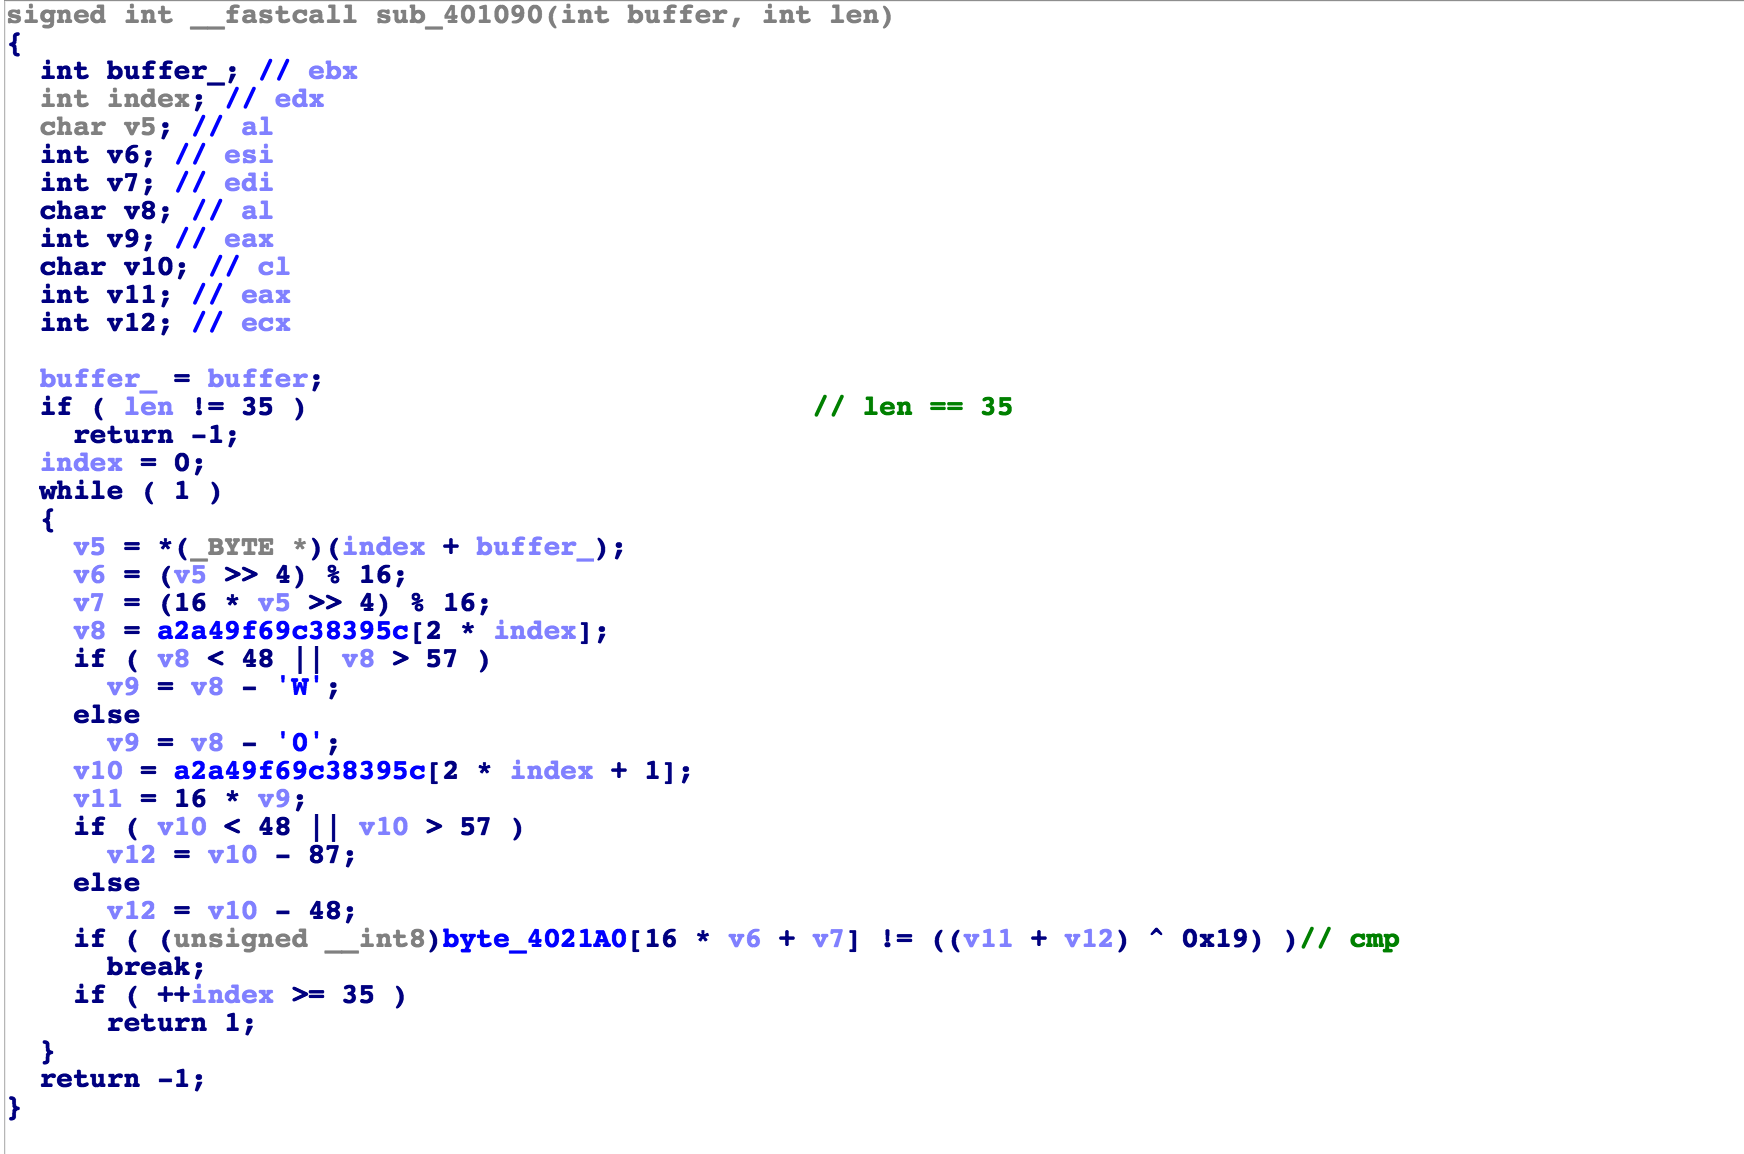 signed int __fastcall sub_401090(int buffer, int len)
{
  int buffer_; // ebx
  int index; // edx
  char v5; // al
  int v6; // esi
  int v7; // edi
  char v8; // al
  int v9; // eax
  char v10; // cl
  int v11; // eax
  int v12; // ecx

  buffer_ = buffer;
  if ( len != 35 )                              // len == 35
    return -1;
  index = 0;
  while ( 1 )
  {
    v5 = *(_BYTE *)(index + buffer_);
    v6 = (v5 >> 4) % 16;
    v7 = (16 * v5 >> 4) % 16;
    v8 = a2a49f69c38395c[2 * index];
    if ( v8 < 48 || v8 > 57 )
      v9 = v8 - 'W';
    else
      v9 = v8 - '0';
    v10 = a2a49f69c38395c[2 * index + 1];
    v11 = 16 * v9;
    if ( v10 < 48 || v10 > 57 )
      v12 = v10 - 87;
    else
      v12 = v10 - 48;
    if ( (unsigned __int8)byte_4021A0[16 * v6 + v7] != ((v11 + v12) ^ 0x19) )// cmp
      break;
    if ( ++index >= 35 )
      return 1;
  }
  return -1;
}